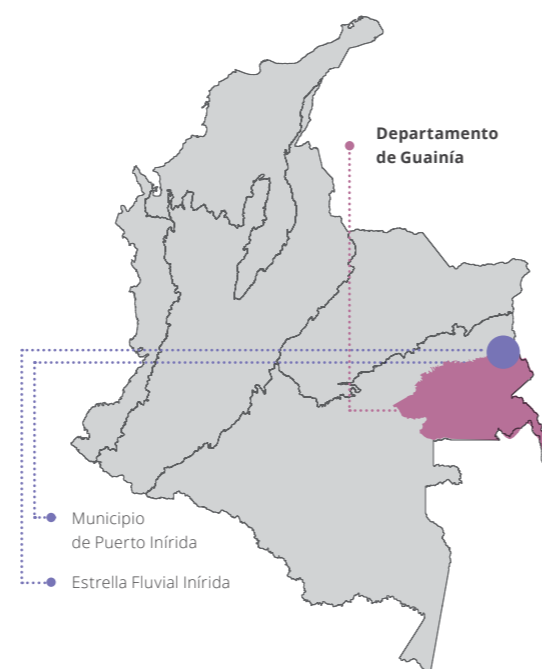 Departamento
de Guainía
Municipio
de Puerto Inírida
Estrella Fluvial Inírida